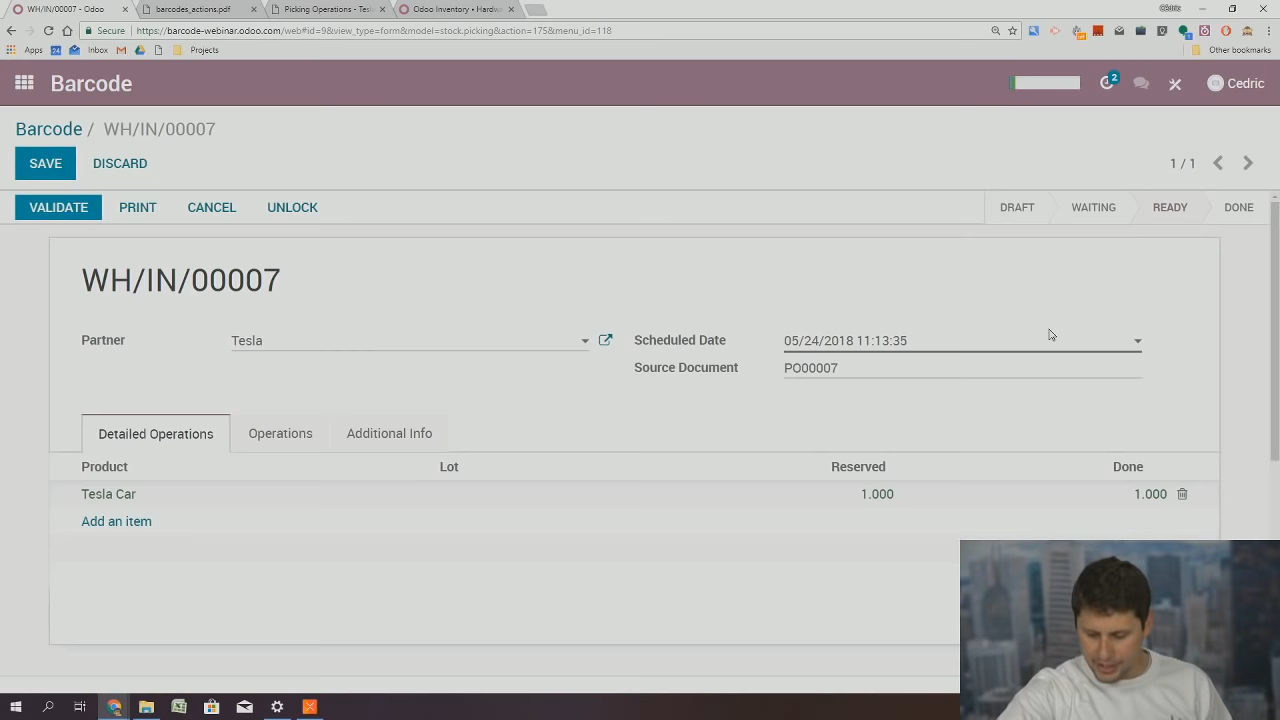 WH/IN/00007 - Odoo
barcodes_actions.pdf
Picking Operations - Tes
Odoo Inventory • Hardw
Secure
https://barcode-webinar.odoo.com/web#id=9&view_type=form&model=stock.picking&action=175&menu_id=118
Apps
Inbox
Projects
Other bookmarks
Barcode
2
Cedric
Barcode / WH/IN/00007
SAVE
DISCARD
1 / 1
VALIDATE
PRINT
CANCEL
UNLOCK
DRAFT
WAITING
READY
DONE
WH/IN/00007
Partner
Tesla
Scheduled Date
05/24/2018 11:13:35
Source Document
PO00007
Detailed Operations
Operations
Additional Info
Product
Lot
Reserved
Done
Tesla Car
1.000
1.000
Add an item